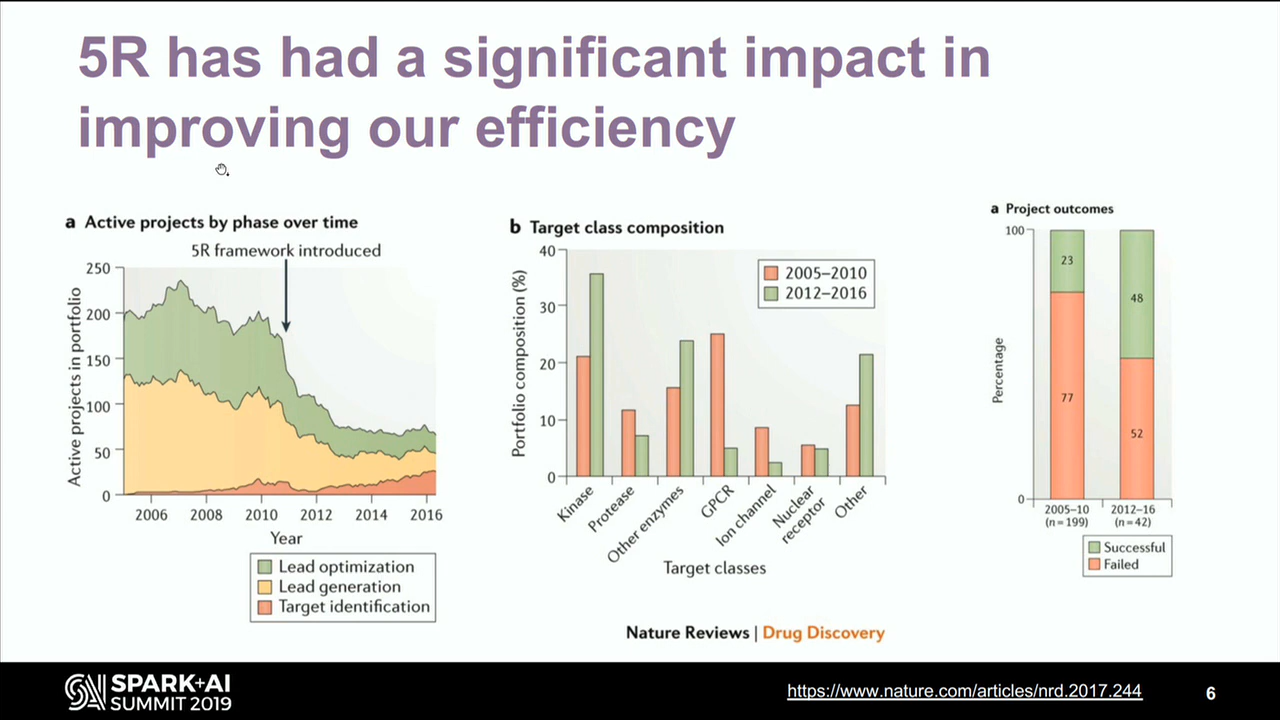 5R has had a significant impact in
improving our efficiency
a Active projects by phase over time
5R framework introduced
Active projects in portfolio
250
200
150
100
50
0
2006 2008 2010 2012 2014 2016
Year
Lead optimization
Lead generation
Target identification
b Target class composition
Portfolio composition (%)
40
30
20
10
0
2005–2010
2012–2016
Kinase
Protease
Other enzymes
GPCR
Ion channel
Nuclear
receptor
Other
Target classes
Nature Reviews | Drug Discovery
a Project outcomes
Percentage
100
0
23
77
48
52
2005–10 2012–16
(n=199) (n=42)
Successful
Failed
SPARK+AI
SUMMIT 2019
https://www.nature.com/articles/nrd.2017.244
6